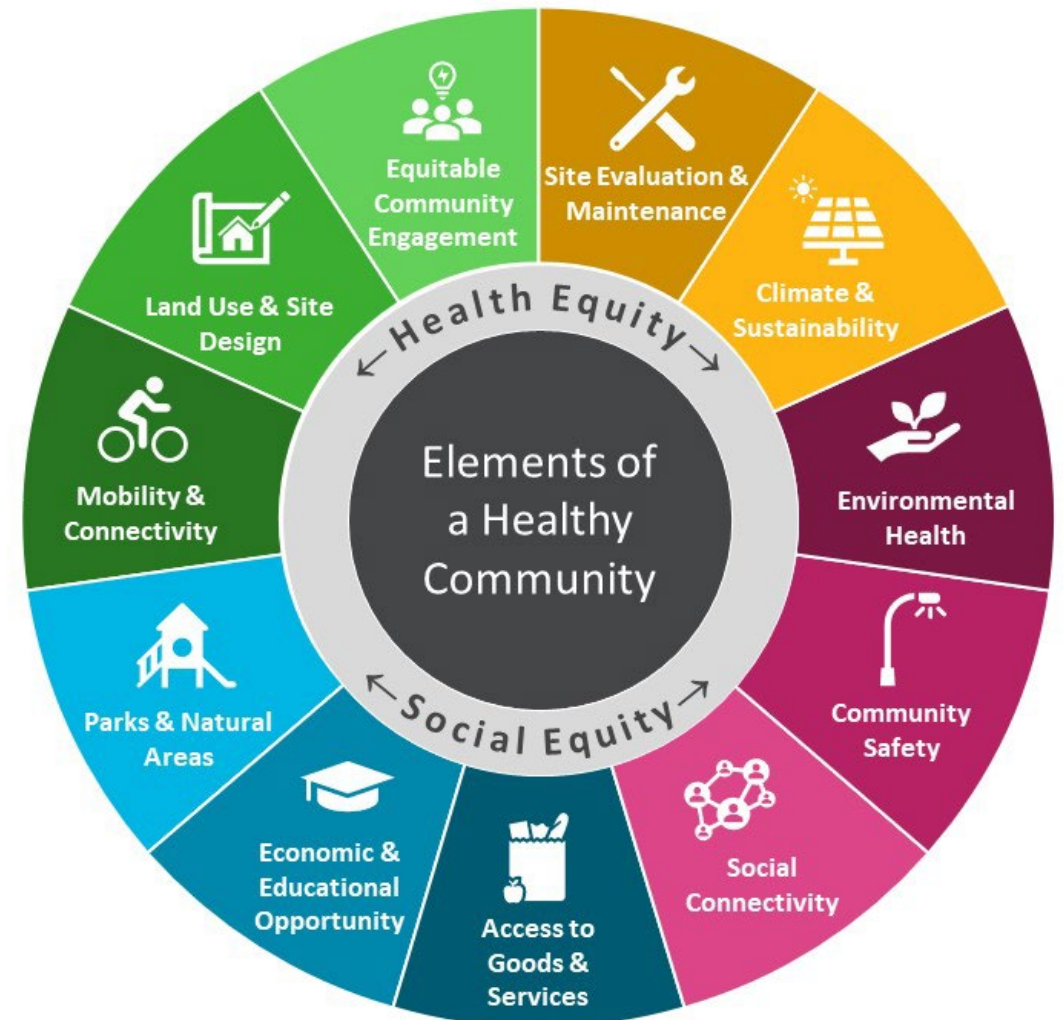 Equitable
Community
Engagement
Site Evaluation &
Maintenance
Climate &
Sustainability
Environmental
Health
Community
Safety
Social
Connectivity
Access to
Goods &
Services
Economic &
Educational
Opportunity
Parks & Natural
Areas
Mobility &
Connectivity
Land Use & Site
Design
←Health Equity→
Elements of
a Healthy
Community
←Social Equity→